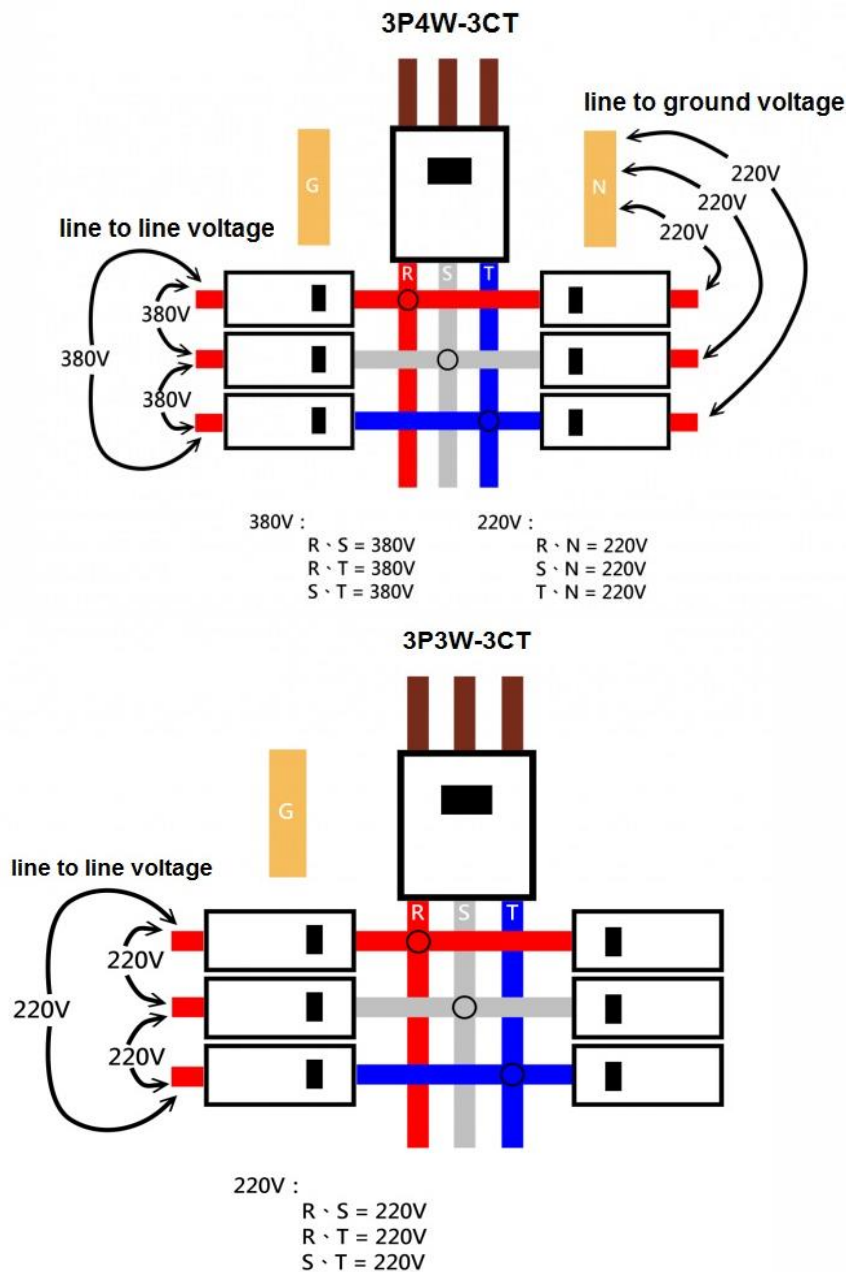 3P4W-3CT
line to ground voltage
G
N
220V
220V
220V
line to line voltage
R S T
380V
380V
380V
380V :
R、S = 380V
R、T = 380V
S、T = 380V
220V :
R、N = 220V
S、N = 220V
T、N = 220V
3P3W-3CT
G
line to line voltage
R S T
220V
220V
220V
220V :
R、S = 220V
R、T = 220V
S、T = 220V